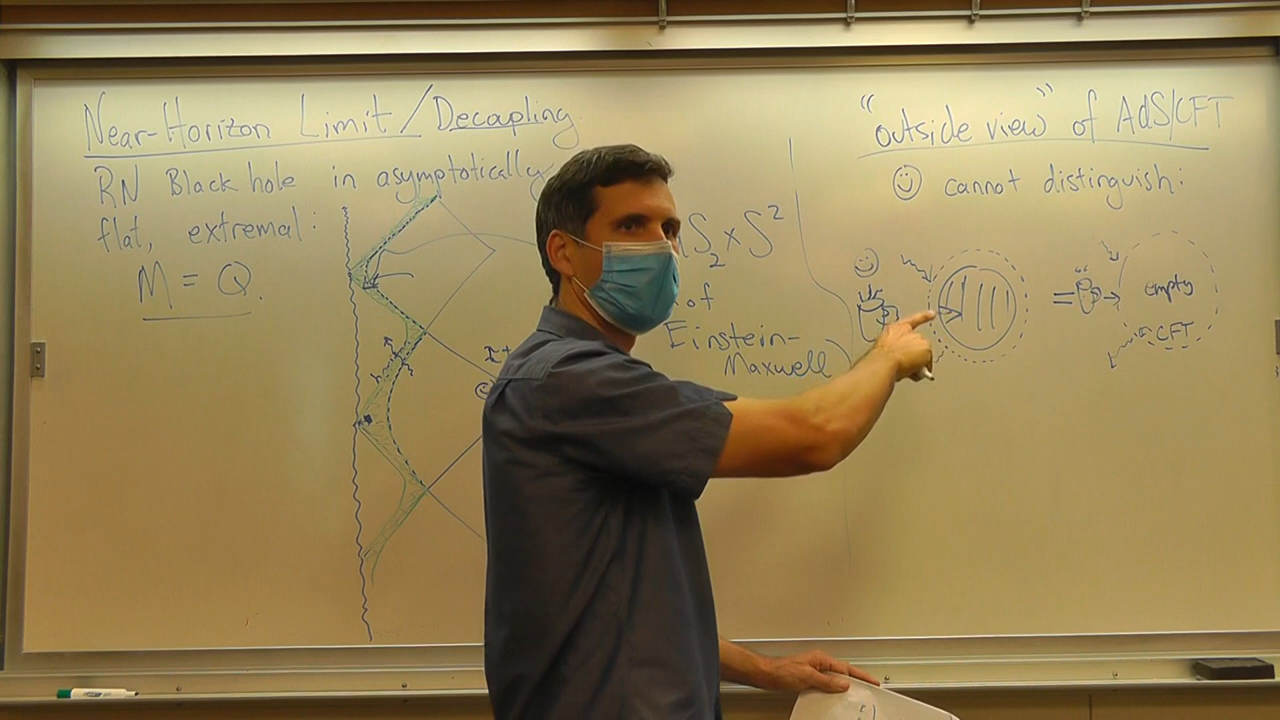 Near-Horizon Limit/Decoupling
RN Black hole in asymptotically
flat, extremal:
M = Q.
I+
S₂ × S²
of
Einstein-
Maxwell)
"outside view" of AdS/CFT
cannot distinguish:
=
empty
CFT